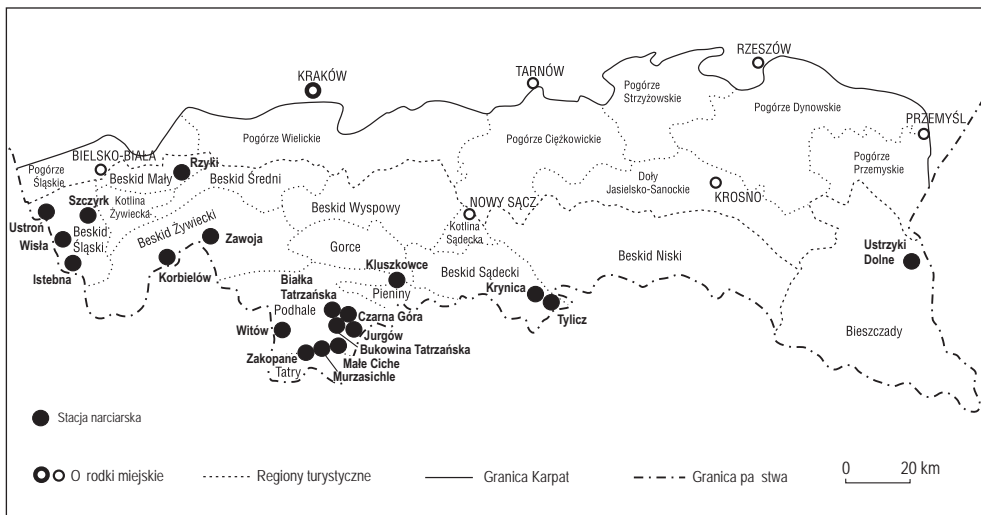 RZESZÓW
TARNÓW
KRAKÓW
Pogórze
Strzyżowskie
Pogórze Dynowskie
PRZEMYŚL
Pogórze Wielickie
Pogórze Ciężkowickie
BIELSKO-BIAŁA
Rzyki
Pogórze
Śląskie
Beskid Mały
Beskid Średni
Pogórze
Przemyskie
Doły
Jasielsko-Sanockie
KROSNO
Szczyrk
Kotlina
Żywiecka
Beskid Wyspowy
NOWY SĄCZ
Kotlina
Sądecka
Ustroń
Wisła
Beskid
Śląski
Beskid Żywiecki
Zawoja
Gorce
Istebna
Korbielów
Kluszkowce
Beskid Sądecki
Beskid Niski
Ustrzyki
Dolne
Białka
Tatrzańska
Pieniny
Krynica
Tylicz
Podhale
Czarna Góra
Witów
Jurgów
Bukowina Tatrzańska
Bieszczady
Zakopane
Małe Ciche
Tatry
Murzasichle
Stacja narciarska
O rodki miejskie
Regiony turystyczne
Granica Karpat
Granica pa stwa
0 20 km